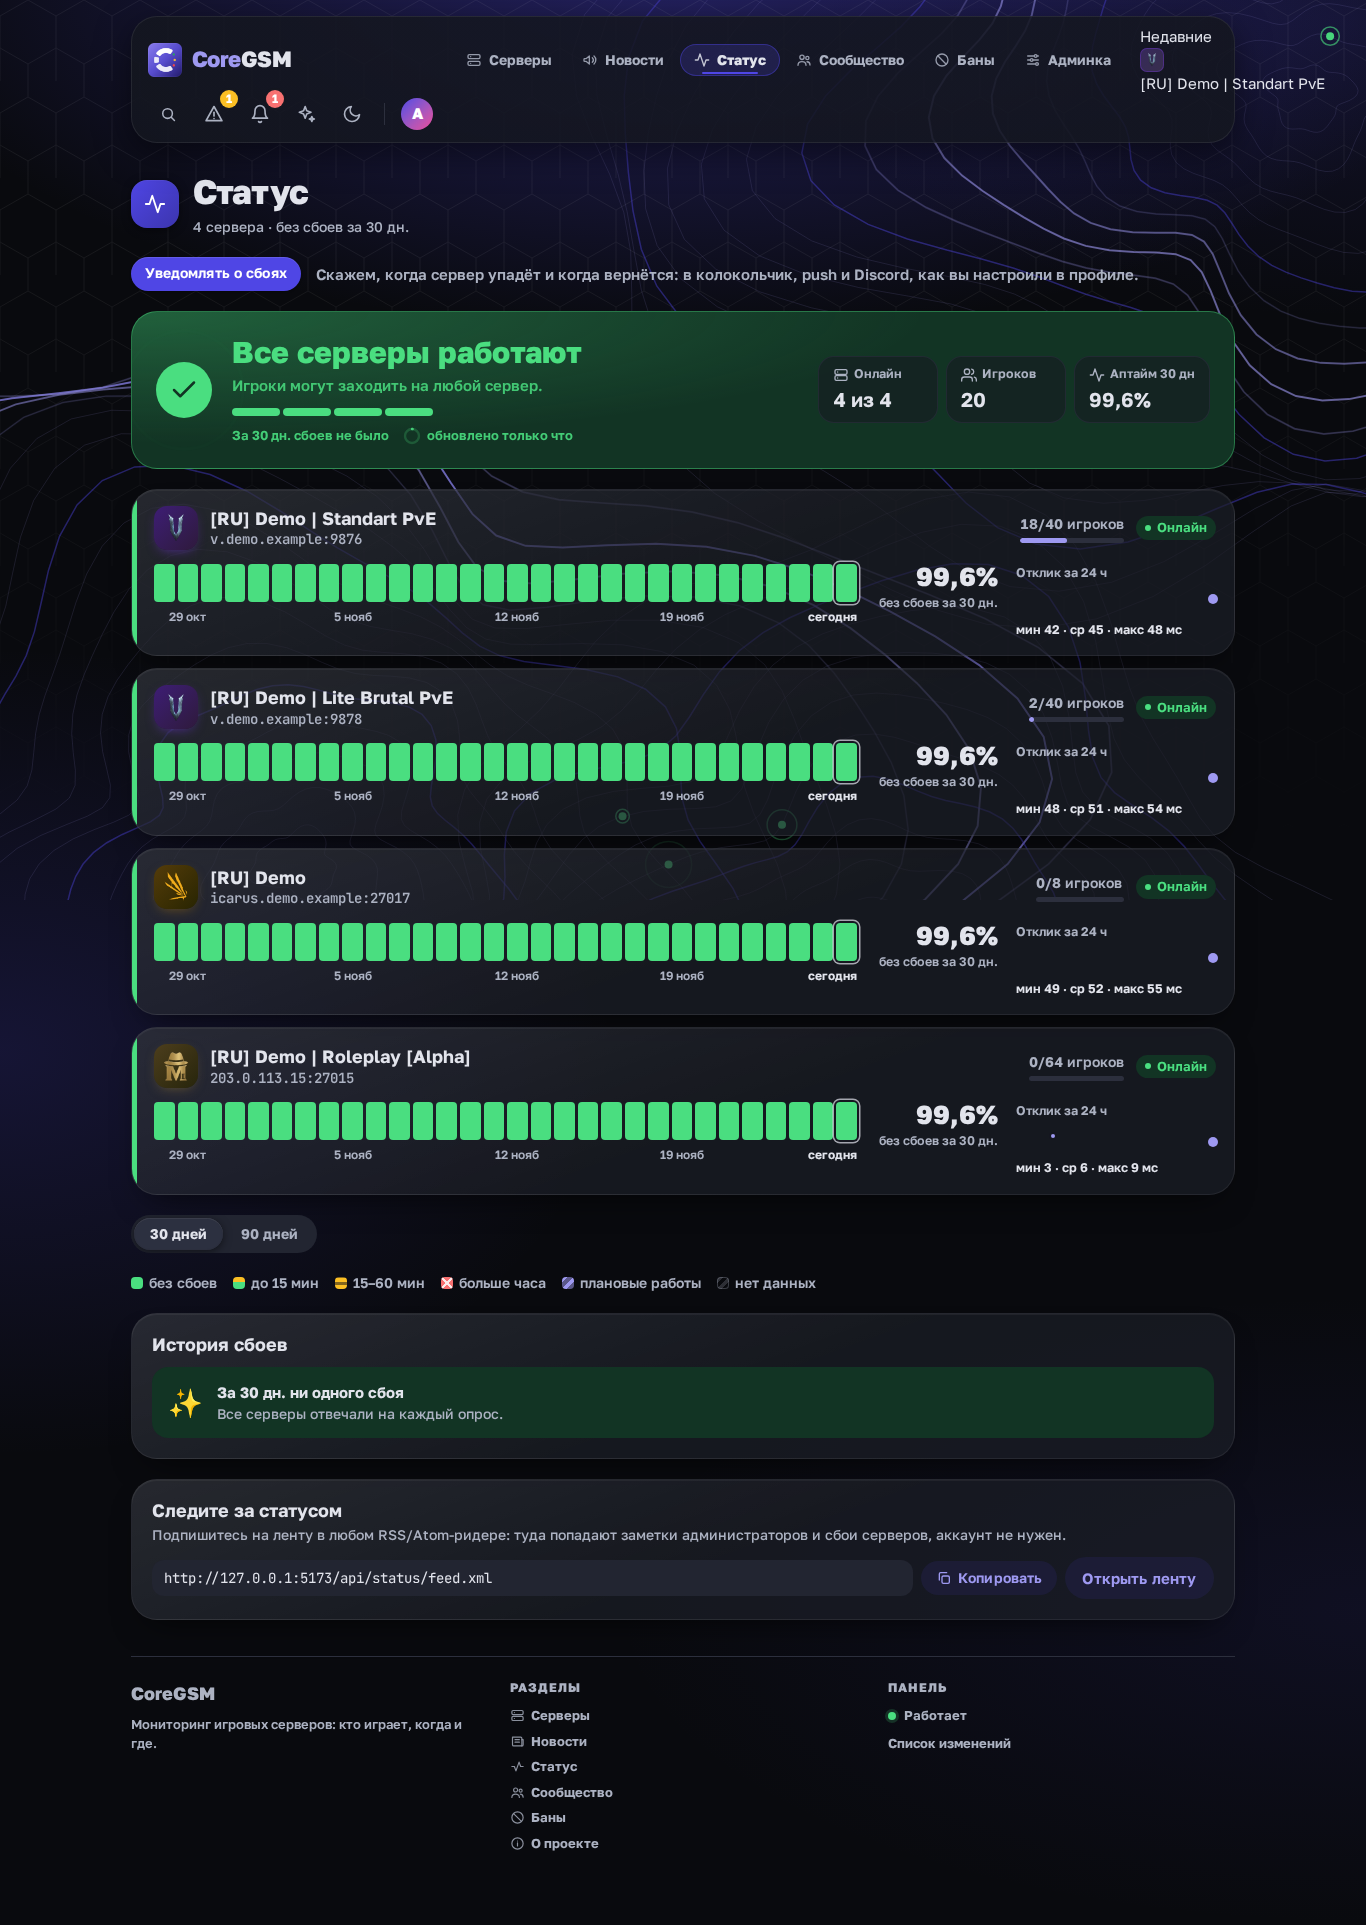 CoreGSM
Серверы
Новости
Статус
Сообщество
Баны
Админка
Недавние
[RU] Demo | Standart PvE
1
1
A
Статус
4 сервера · без сбоев за 30 дн.
Уведомлять о сбоях
Скажем, когда сервер упадёт и когда вернётся: в колокольчик, push и Discord, как вы настроили в профиле.
Все серверы работают
Игроки могут заходить на любой сервер.
За 30 дн. сбоев не было
обновлено только что
Онлайн
4 из 4
Игроков
20
Аптайм 30 дн
99,6%
[RU] Demo | Standart PvE
v.demo.example:9876
18/40 игроков
Онлайн
29 окт
5 нояб
12 нояб
19 нояб
сегодня
99,6%
без сбоев за 30 дн.
Отклик за 24 ч
мин 42 · ср 45 · макс 48 мс
[RU] Demo | Lite Brutal PvE
v.demo.example:9878
2/40 игроков
Онлайн
29 окт
5 нояб
12 нояб
19 нояб
сегодня
99,6%
без сбоев за 30 дн.
Отклик за 24 ч
мин 48 · ср 51 · макс 54 мс
[RU] Demo
icarus.demo.example:27017
0/8 игроков
Онлайн
29 окт
5 нояб
12 нояб
19 нояб
сегодня
99,6%
без сбоев за 30 дн.
Отклик за 24 ч
мин 49 · ср 52 · макс 55 мс
[RU] Demo | Roleplay [Alpha]
203.0.113.15:27015
0/64 игроков
Онлайн
29 окт
5 нояб
12 нояб
19 нояб
сегодня
99,6%
без сбоев за 30 дн.
Отклик за 24 ч
мин 3 · ср 6 · макс 9 мс
30 дней
90 дней
без сбоев
до 15 мин
15–60 мин
больше часа
плановые работы
нет данных
История сбоев
За 30 дн. ни одного сбоя
Все серверы отвечали на каждый опрос.
Следите за статусом
Подпишитесь на ленту в любом RSS/Atom-ридере: туда попадают заметки администраторов и сбои серверов, аккаунт не нужен.
http://127.0.0.1:5173/api/status/feed.xml
Копировать
Открыть ленту
CoreGSM
Мониторинг игровых серверов: кто играет, когда и
где.
РАЗДЕЛЫ
Серверы
Новости
Статус
Сообщество
Баны
О проекте
ПАНЕЛЬ
Работает
Список изменений